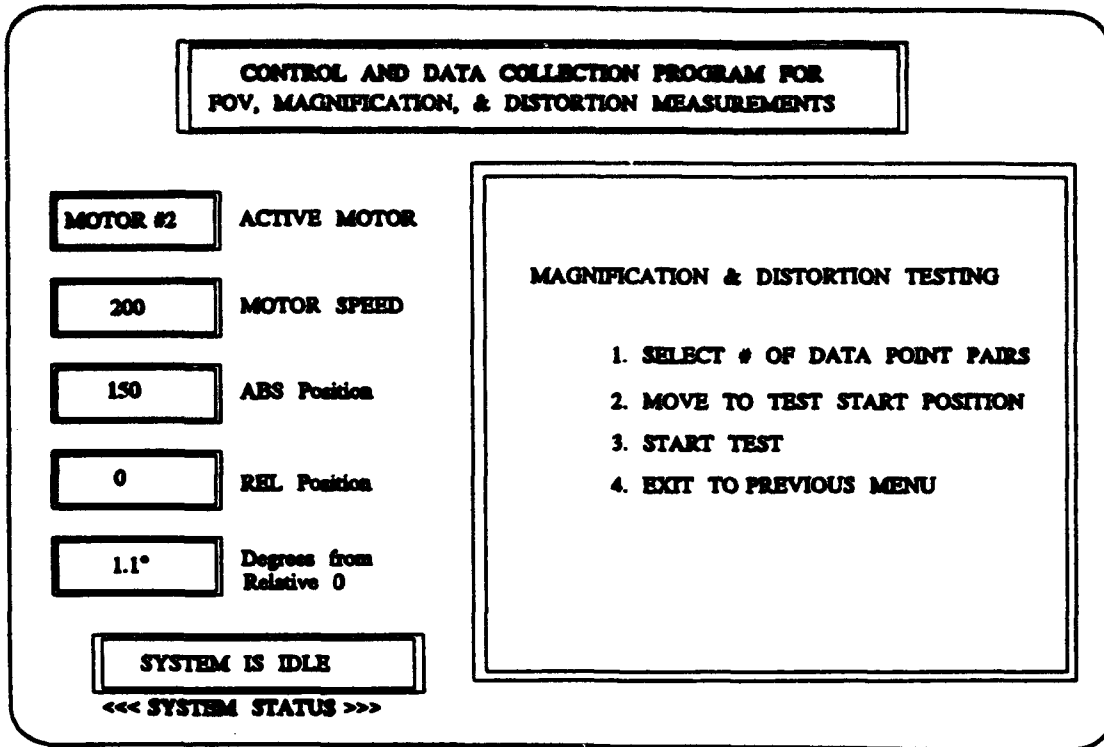 CONTROL AND DATA COLLECTION PROGRAM FOR
FOV, MAGNIFICATION, & DISTORTION MEASUREMENTS
MOTOR #2 ACTIVE MOTOR
200 MOTOR SPEED
150 ABS Position
0 REL Position
1.1° Degrees from
Relative 0
SYSTEM IS IDLE
<<< SYSTEM STATUS >>>
MAGNIFICATION & DISTORTION TESTING
1. SELECT # OF DATA POINT PAIRS
2. MOVE TO TEST START POSITION
3. START TEST
4. EXIT TO PREVIOUS MENU